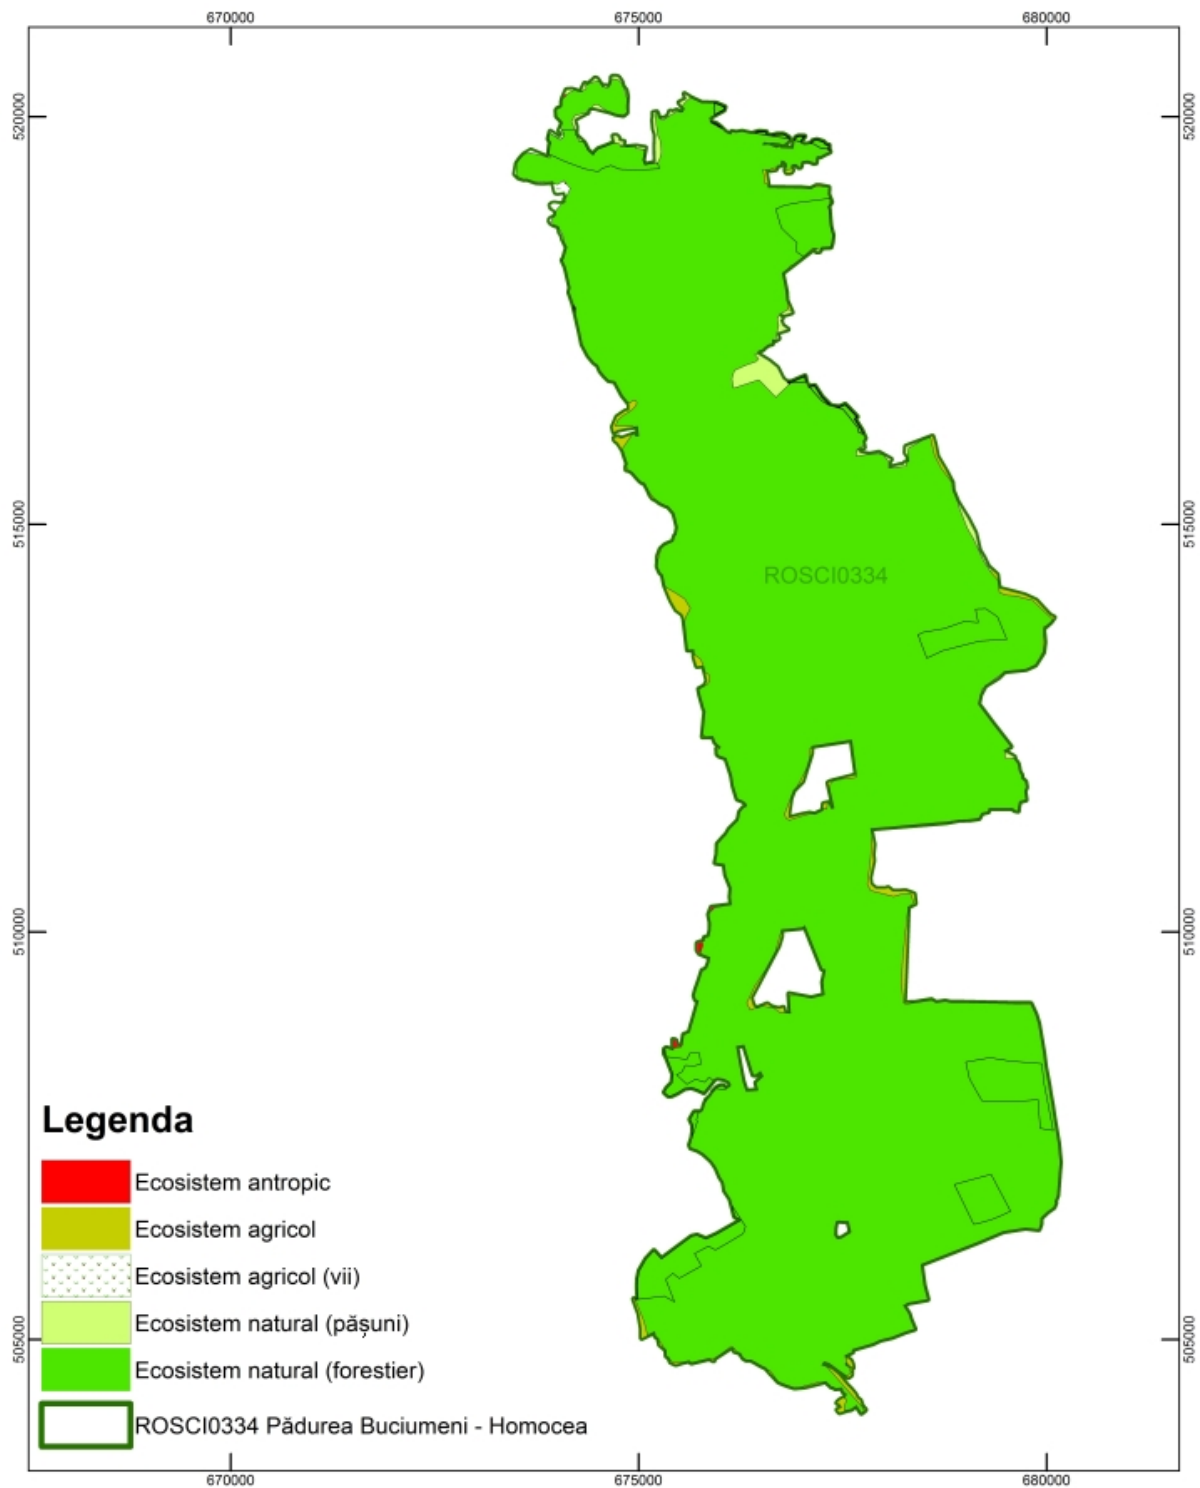 670000 675000 680000
520000 520000
515000 515000
ROSCI0334
510000 510000
Legenda
Ecosistem antropic
Ecosistem agricol
Ecosistem agricol (vii)
Ecosistem natural (pășuni)
505000 505000
Ecosistem natural (forestier)
ROSCI0334 Pădurea Buciumeni - Homocea
670000 675000 680000